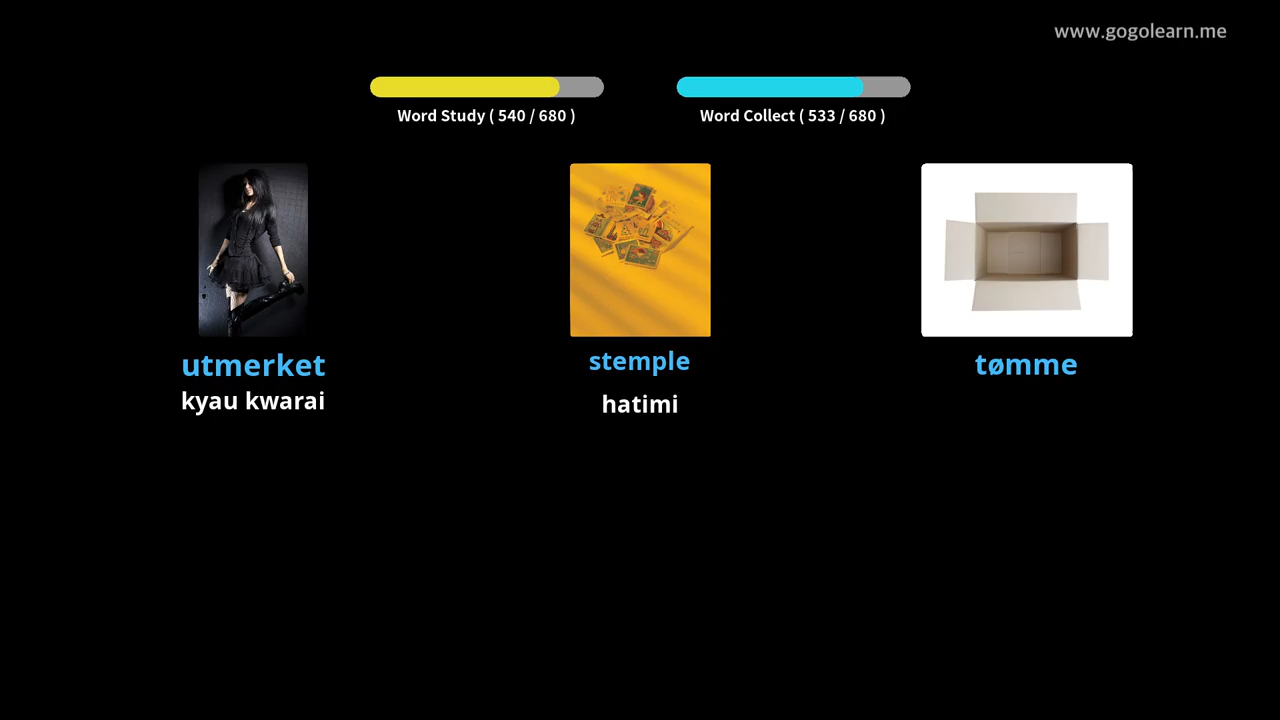 www.gogolearn.me
Word Study ( 540 / 680 )
Word Collect ( 533 / 680 )
utmerket
kyau kwarai
stemple
hatimi
tømme